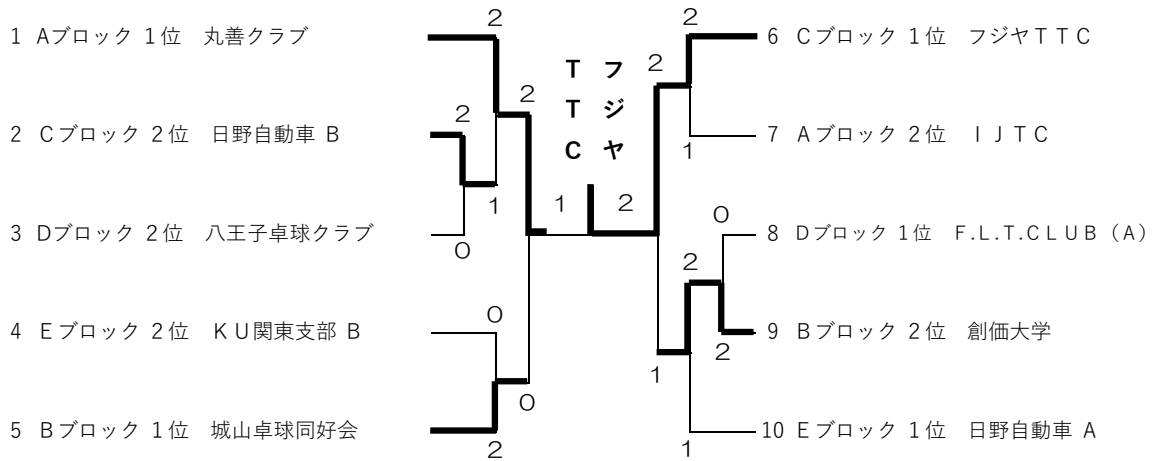 1 Aブロック 1位 丸善クラブ
2 Cブロック 2位 日野自動車 B
3 Dブロック 2位 八王子卓球クラブ
4 Eブロック 2位 KU関東支部 B
5 Bブロック 1位 城山卓球同好会
2
2
0
1
2
0
2
0
フジヤ
TTC
1
2
2
2
1
0
2
2
1
1
6 Cブロック 1位 フジヤTTC
7 Aブロック 2位 IJTC
8 Dブロック 1位 F.L.T.CLUB(A)
9 Bブロック 2位 創価大学
10 Eブロック 1位 日野自動車 A